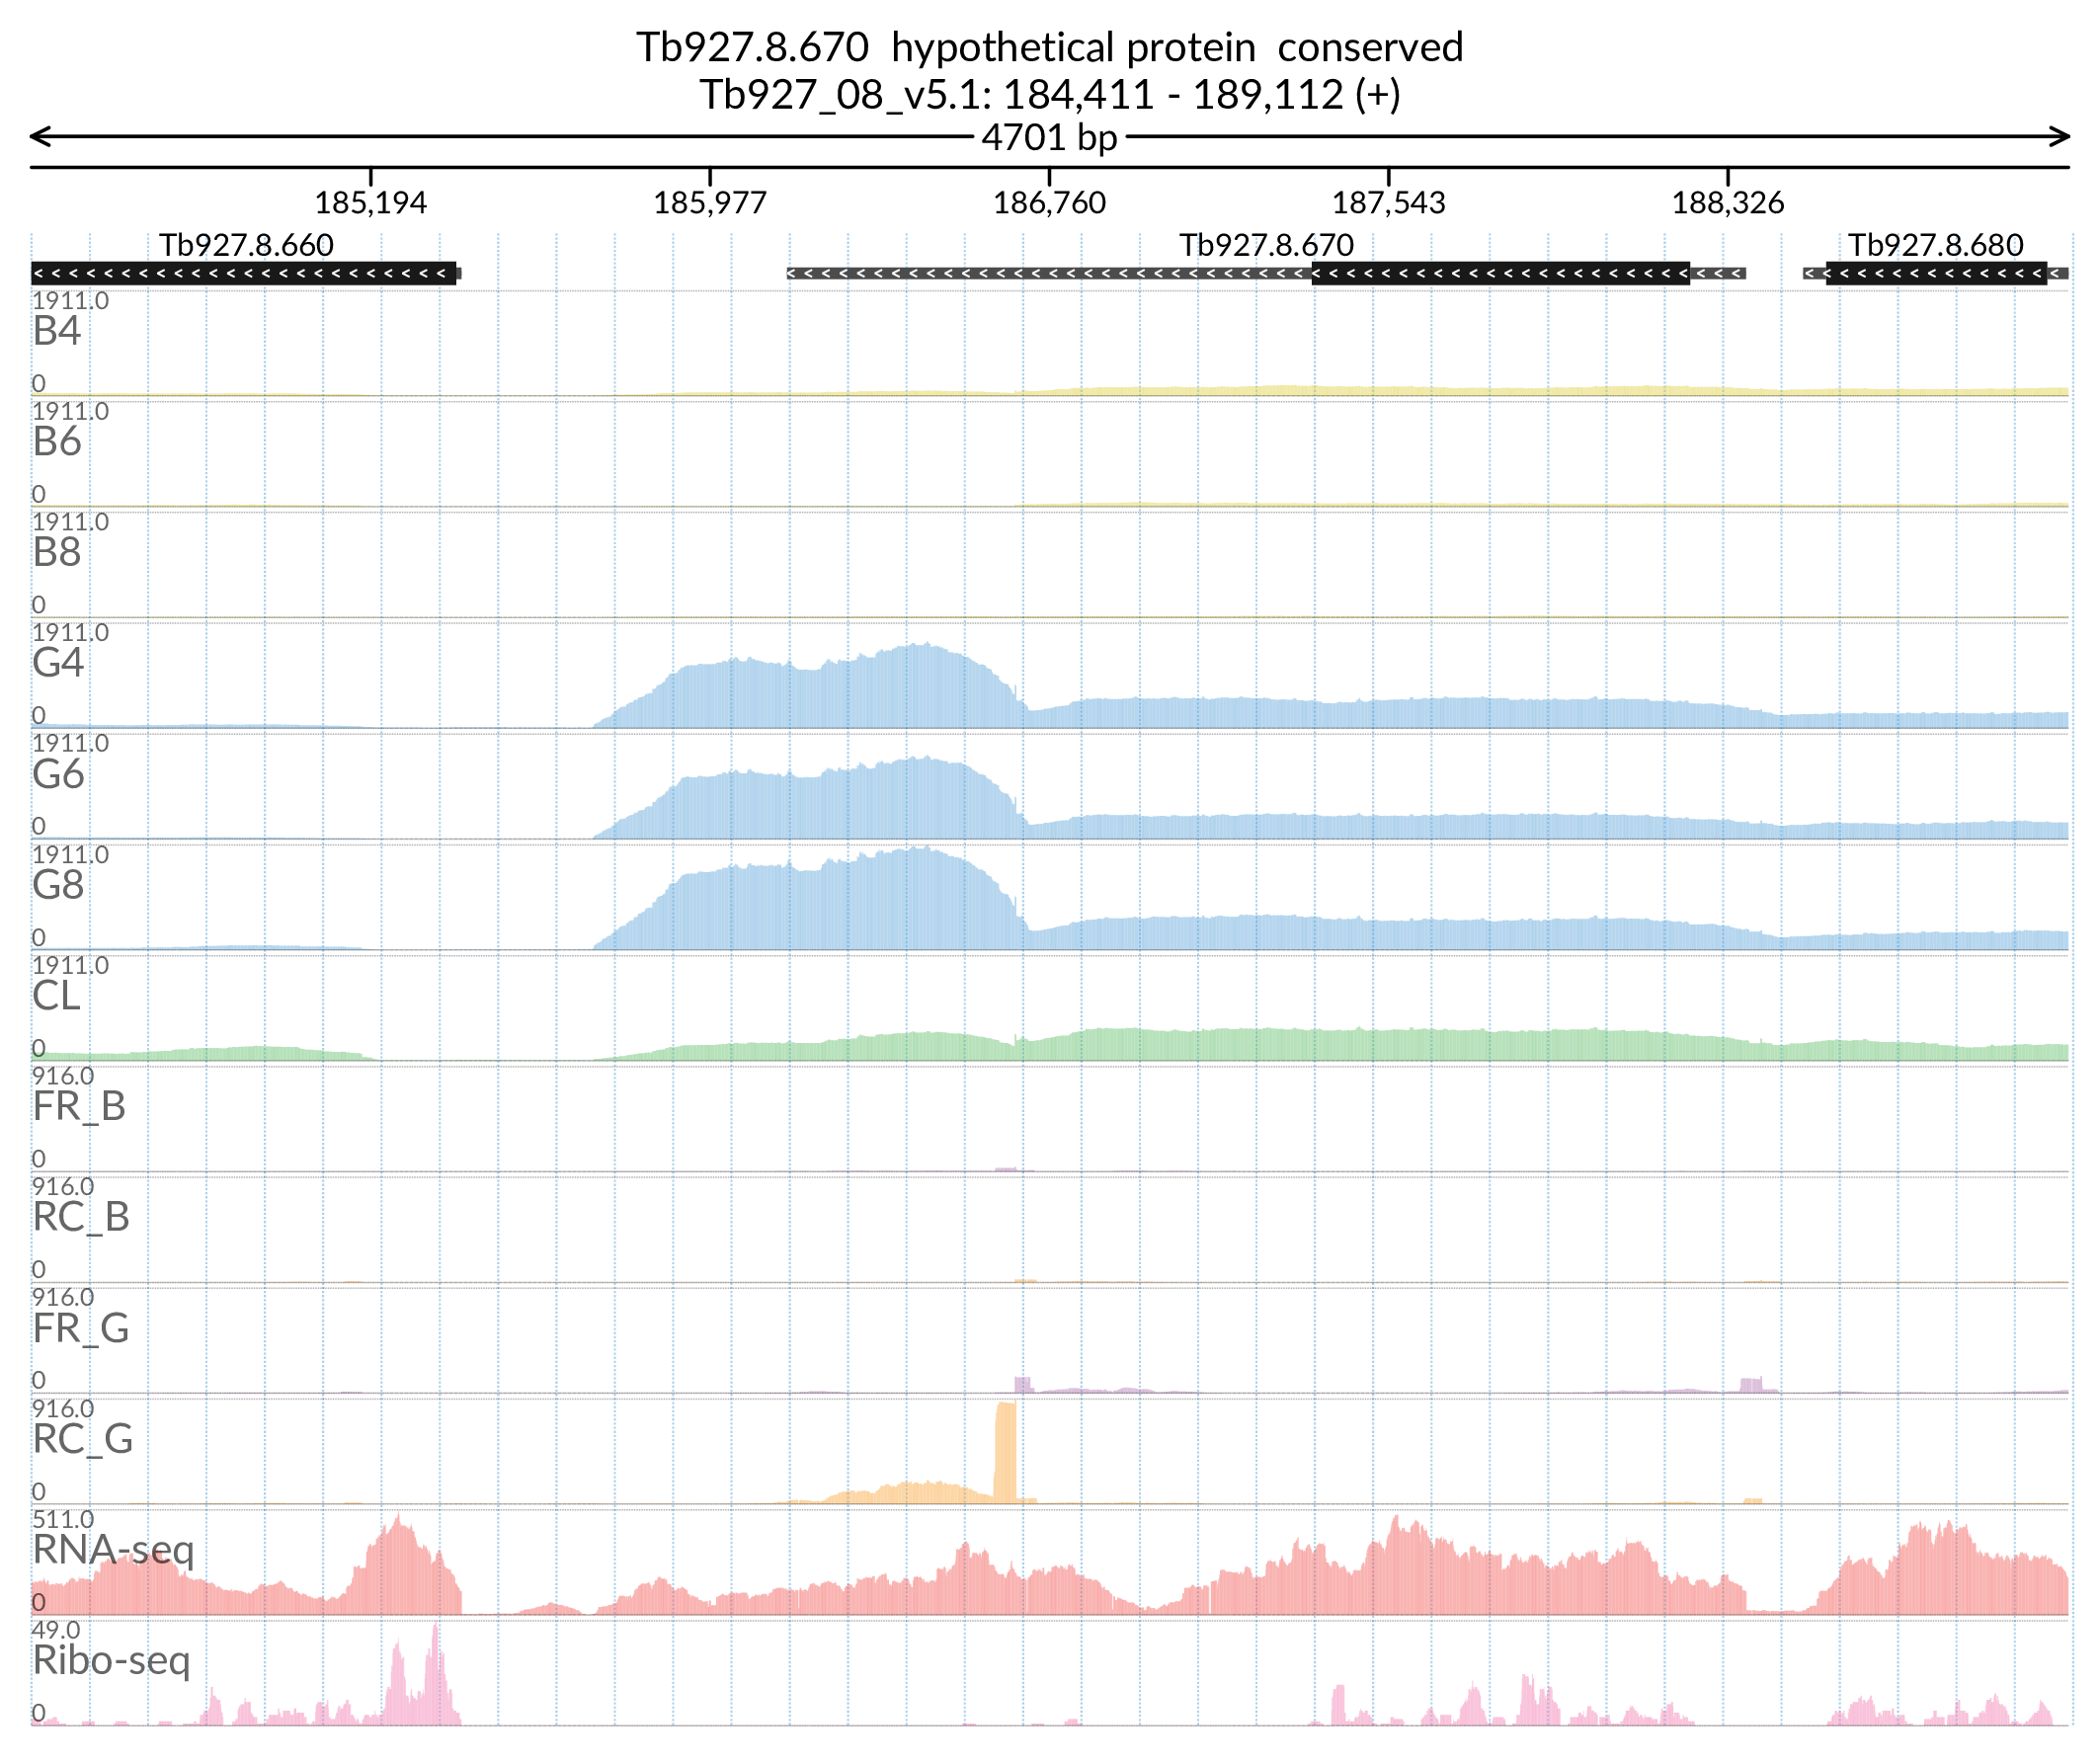 Tb927.8.670  hypothetical protein  conserved
Tb927_08_v5.1: 184,411 - 189,112 (+)
4701 bp
185,194 185,977 186,760 187,543 188,326
Tb927.8.660 Tb927.8.670 Tb927.8.680
1911.0
B4
0
1911.0
B6
0
1911.0
B8
0
1911.0
G4
0
1911.0
G6
0
1911.0
G8
0
1911.0
CL
0
916.0
FR_B
0
916.0
RC_B
0
916.0
FR_G
0
916.0
RC_G
0
511.0
RNA-seq
0
49.0
Ribo-seq
0